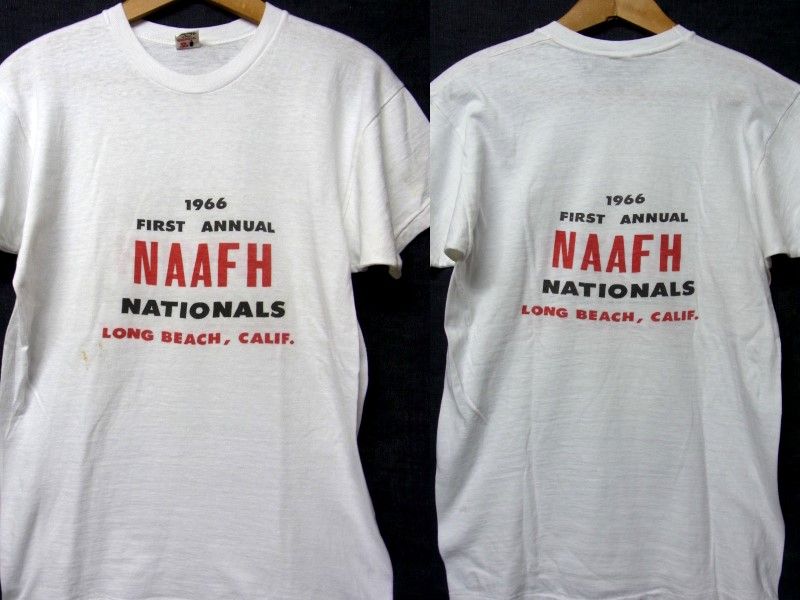 1966
FIRST ANNUAL
NAAFH
NATIONALS
LONG BEACH, CALIF.
1966
FIRST ANNUAL
NAAFH
NATIONALS
LONG BEACH, CALIF.